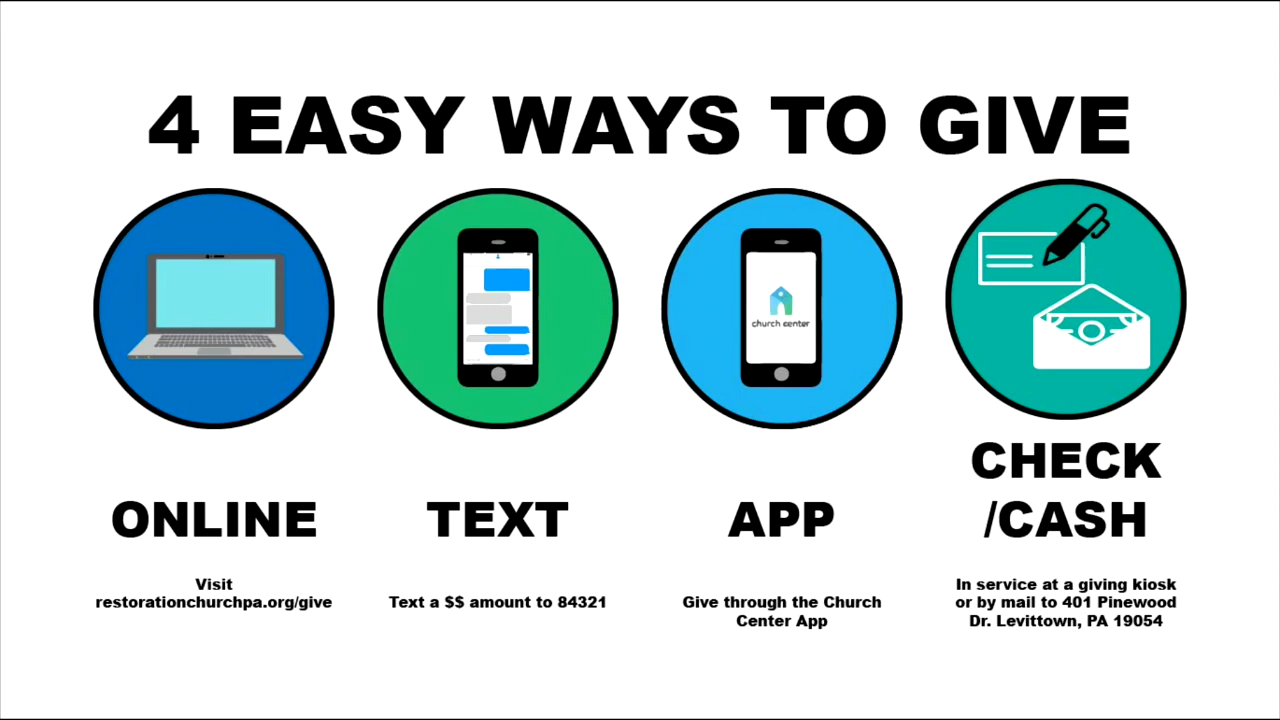 4 EASY WAYS TO GIVE
church center
ONLINE
Visit
restorationchurchpa.org/give
TEXT
Text a $$ amount to 84321
APP
Give through the Church
Center App
CHECK
/CASH
In service at a giving kiosk
or by mail to 401 Pinewood
Dr. Levittown, PA 19054